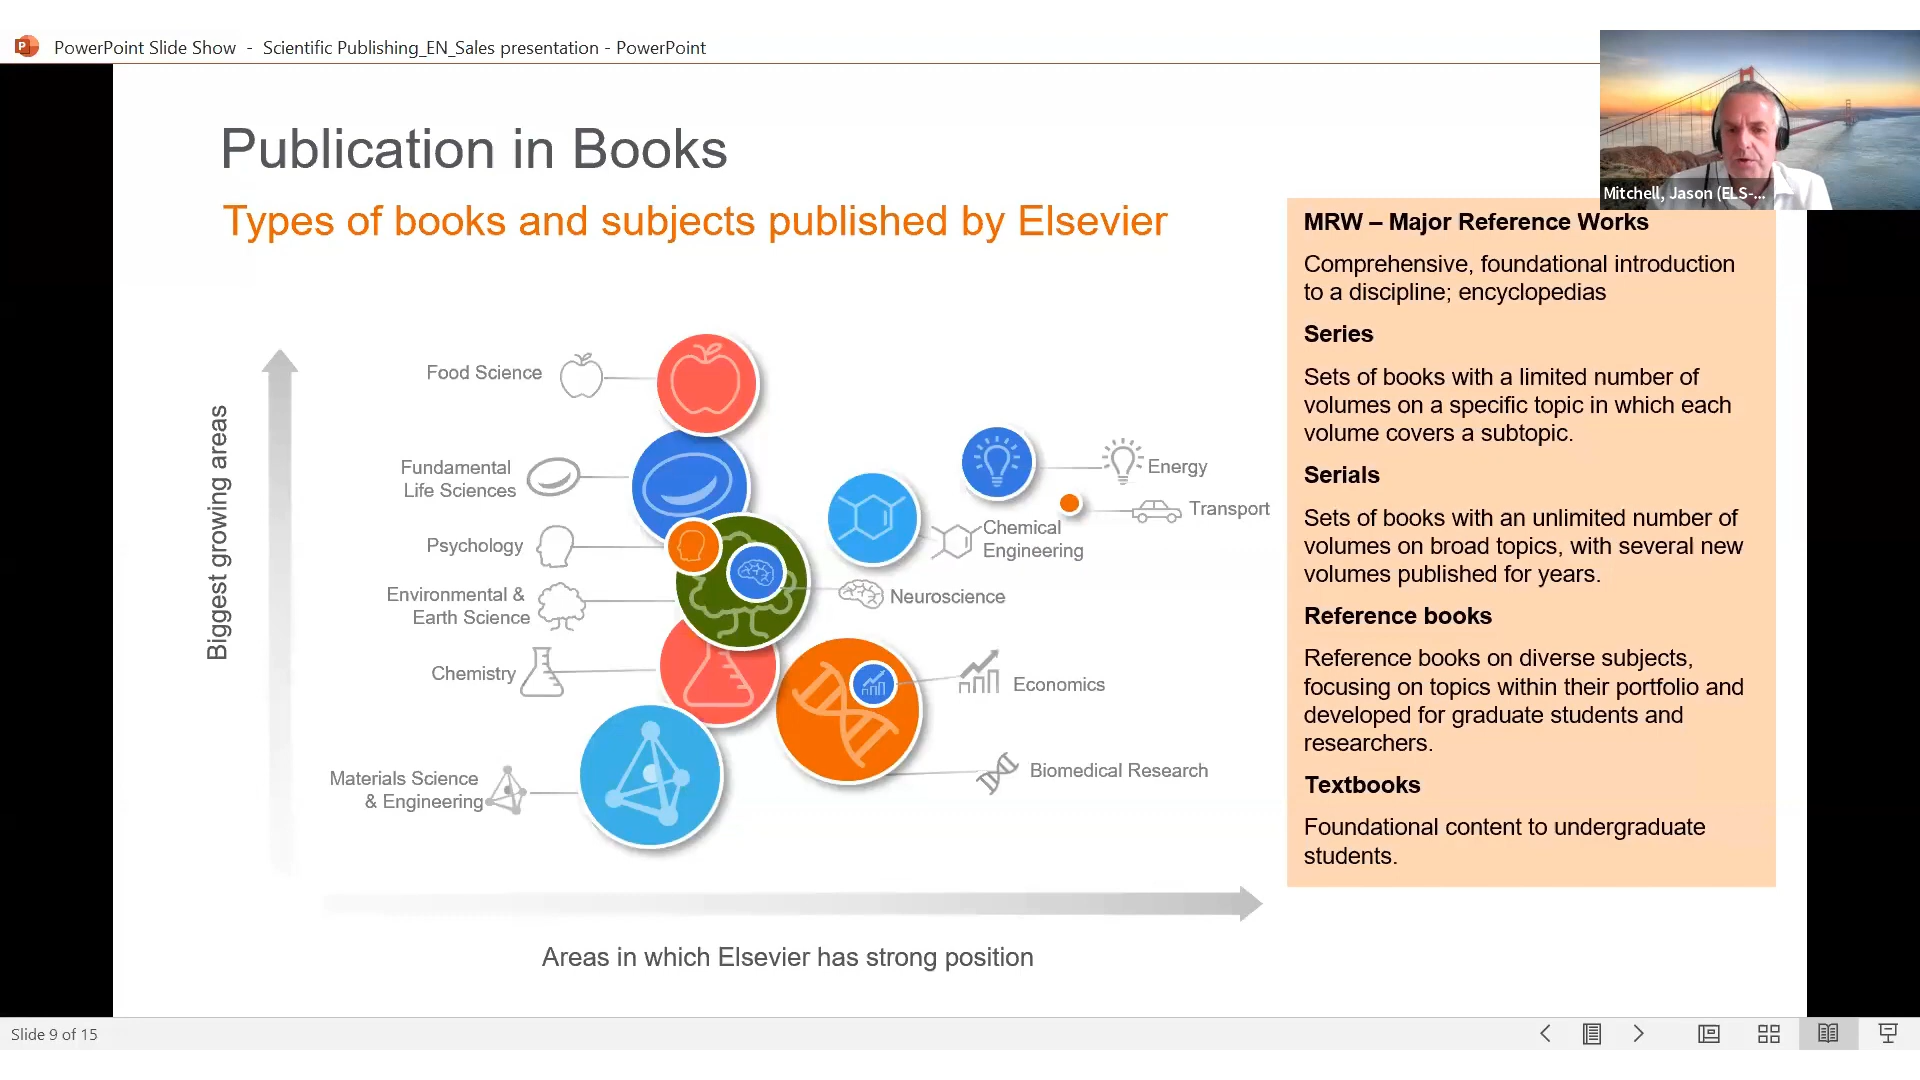 PowerPoint Slide Show - Scientific Publishing_EN_Sales presentation - PowerPoint
Mitchell, Jason (ELS-...
Publication in Books
Types of books and subjects published by Elsevier
Biggest growing areas
Food Science
Fundamental
Life Sciences
Psychology
Environmental &
Earth Science
Chemistry
Materials Science
& Engineering
Energy
Transport
Chemical
Engineering
Neuroscience
Economics
Biomedical Research
Areas in which Elsevier has strong position
MRW – Major Reference Works
Comprehensive, foundational introduction
to a discipline; encyclopedias
Series
Sets of books with a limited number of
volumes on a specific topic in which each
volume covers a subtopic.
Serials
Sets of books with an unlimited number of
volumes on broad topics, with several new
volumes published for years.
Reference books
Reference books on diverse subjects,
focusing on topics within their portfolio and
developed for graduate students and
researchers.
Textbooks
Foundational content to undergraduate
students.
Slide 9 of 15